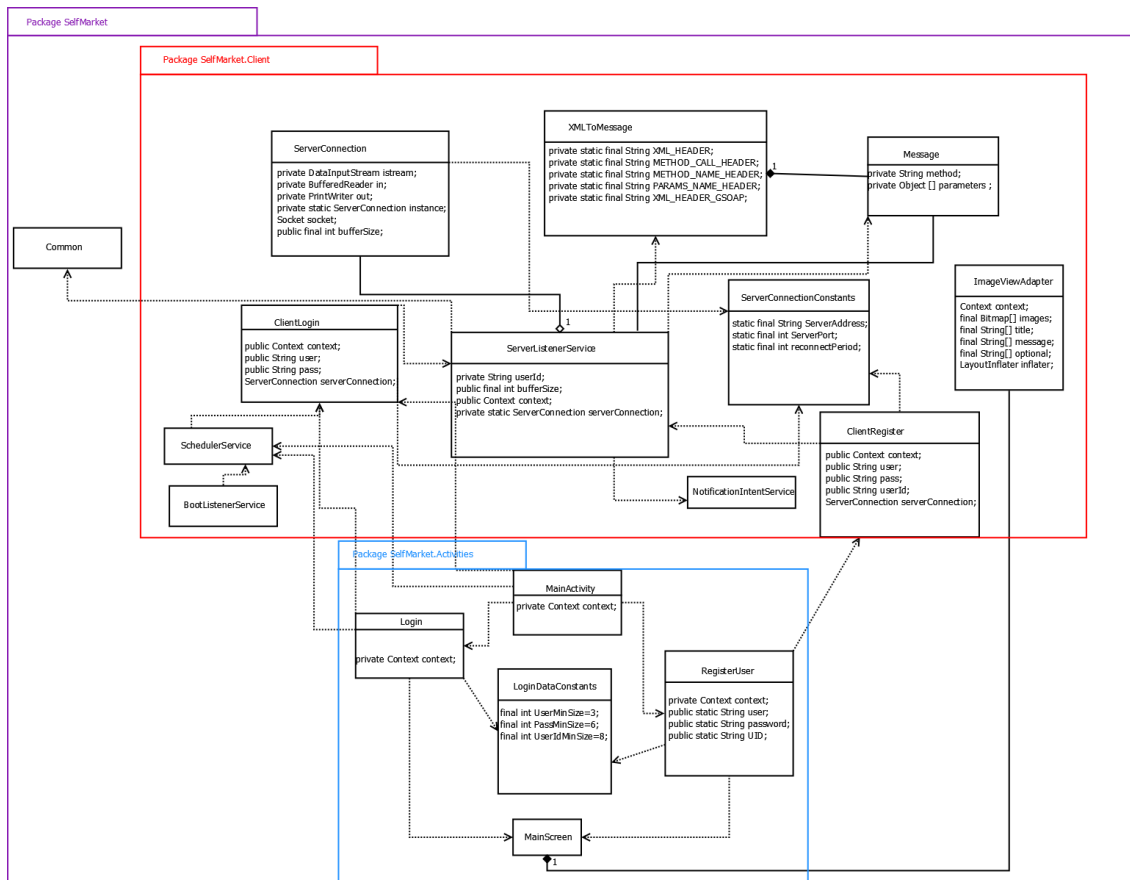 Package SelfMarket
Package SelfMarket.Client
XMLToMessage
private static final String XML_HEADER;
private static final String METHOD_CALL_HEADER;
private static final String METHOD_NAME_HEADER;
private static final String PARAMS_NAME_HEADER;
private static final String XML_HEADER_GSOAP;
ServerConnection
private DataInputStream istream;
private BufferedReader in;
private PrintWriter out;
private static ServerConnection instance;
Socket socket;
public final int bufferSize;
Message
private String method;
private Object [] parameters ;
1
Common
ImageViewAdapter
Context context;
final Bitmap[] images;
final String[] title;
final String[] message;
final String[] optional;
LayoutInflater inflater;
ServerConnectionConstants
static final String ServerAddress;
static final int ServerPort;
static final int reconnectPeriod;
ClientLogin
public Context context;
public String user;
public String pass;
ServerConnection serverConnection;
1
ServerListenerService
private String userId;
public final int bufferSize;
public Context context;
private static ServerConnection serverConnection;
ClientRegister
public Context context;
public String user;
public String pass;
public String userId;
ServerConnection serverConnection;
SchedulerService
BootListenerService
NotificationIntentService
Package SelfMarket.Activities
MainActivity
private Context context;
Login
private Context context;
LoginDataConstants
final int UserMinSize=3;
final int PassMinSize=6;
final int UserIdMinSize=8;
RegisterUser
private Context context;
public static String user;
public static String password;
public static String UID;
MainScreen
1